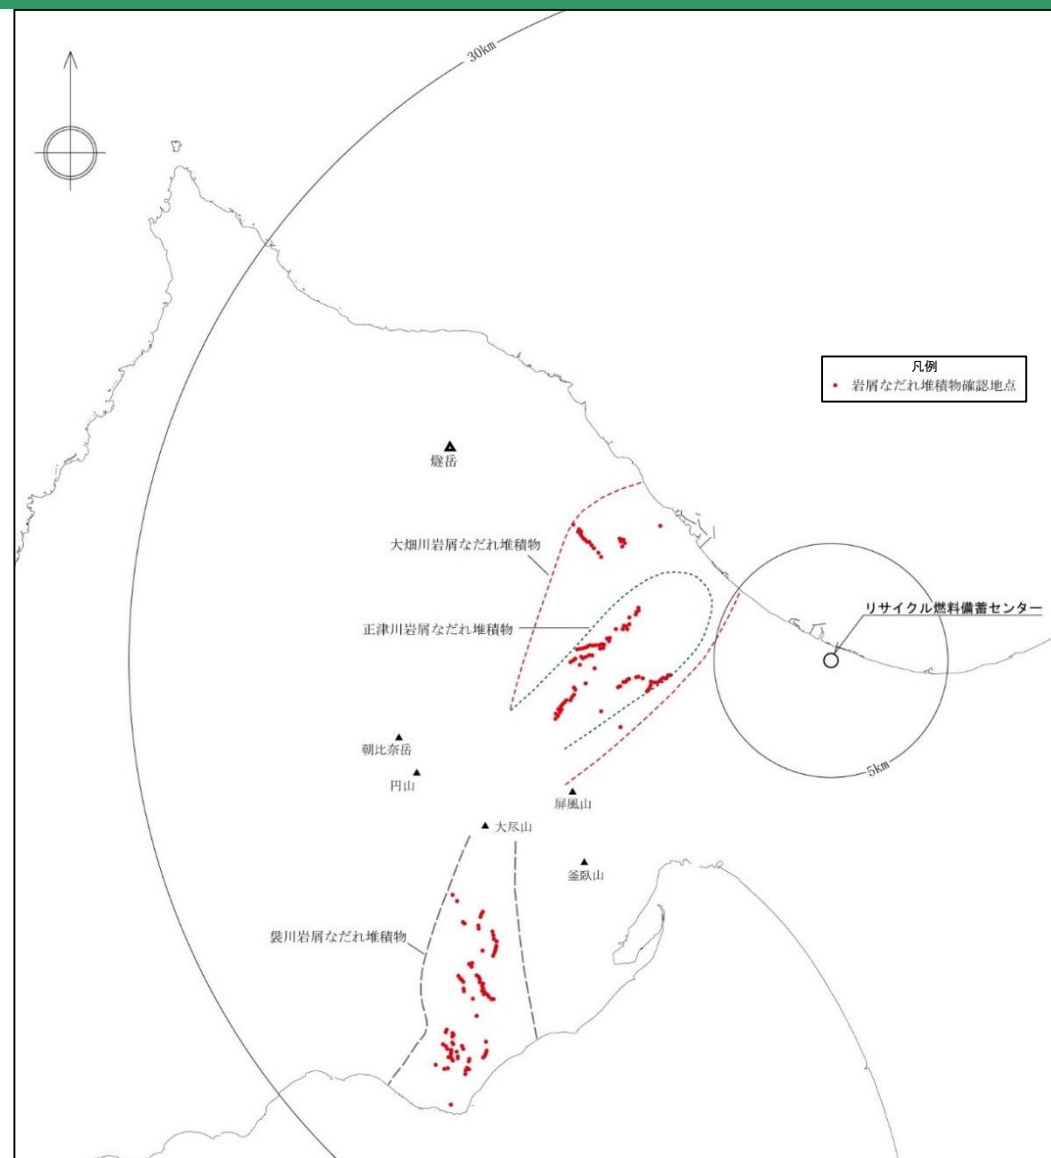 30km
凡例
岩屑なだれ堆積物確認地点
燧岳
大畑川岩屑なだれ堆積物
リサイクル燃料備蓄センター
正津川岩屑なだれ堆積物
朝比奈岳
5km
円山
屏風山
大尽山
釜臥山
袰川岩屑なだれ堆積物